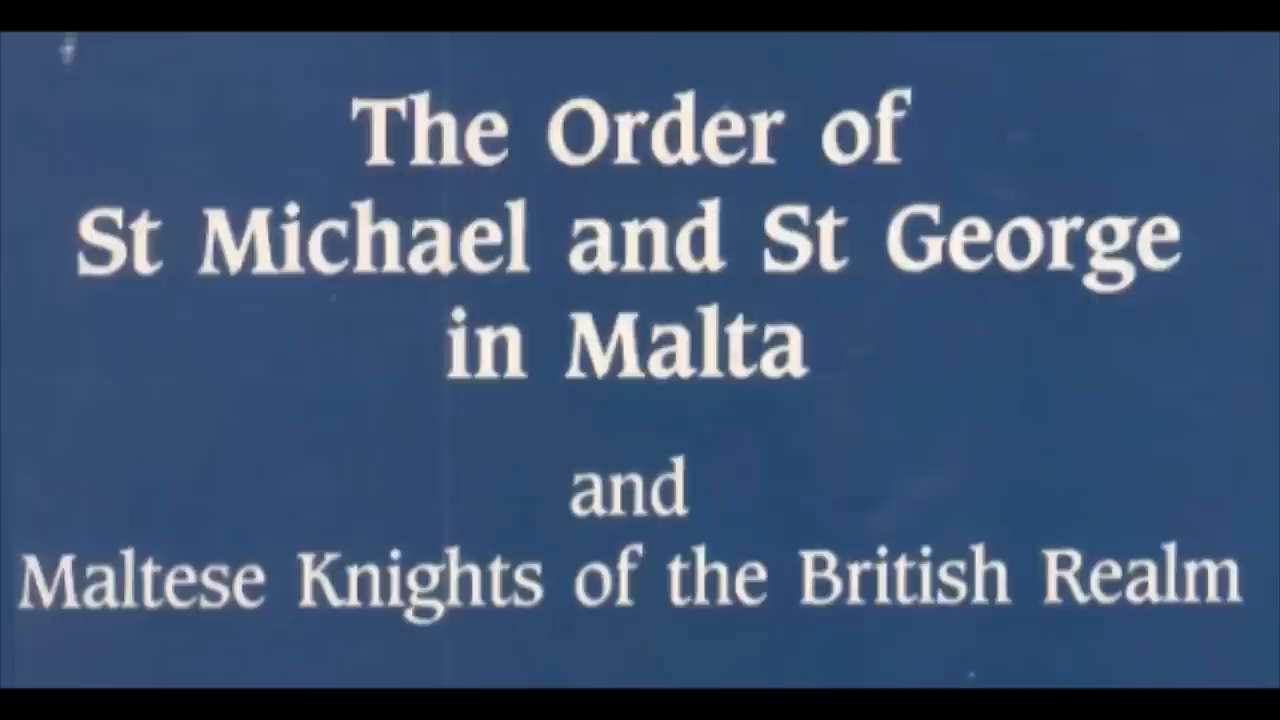 The Order of
St Michael and St George
in Malta
and
Maltese Knights of the British Realm